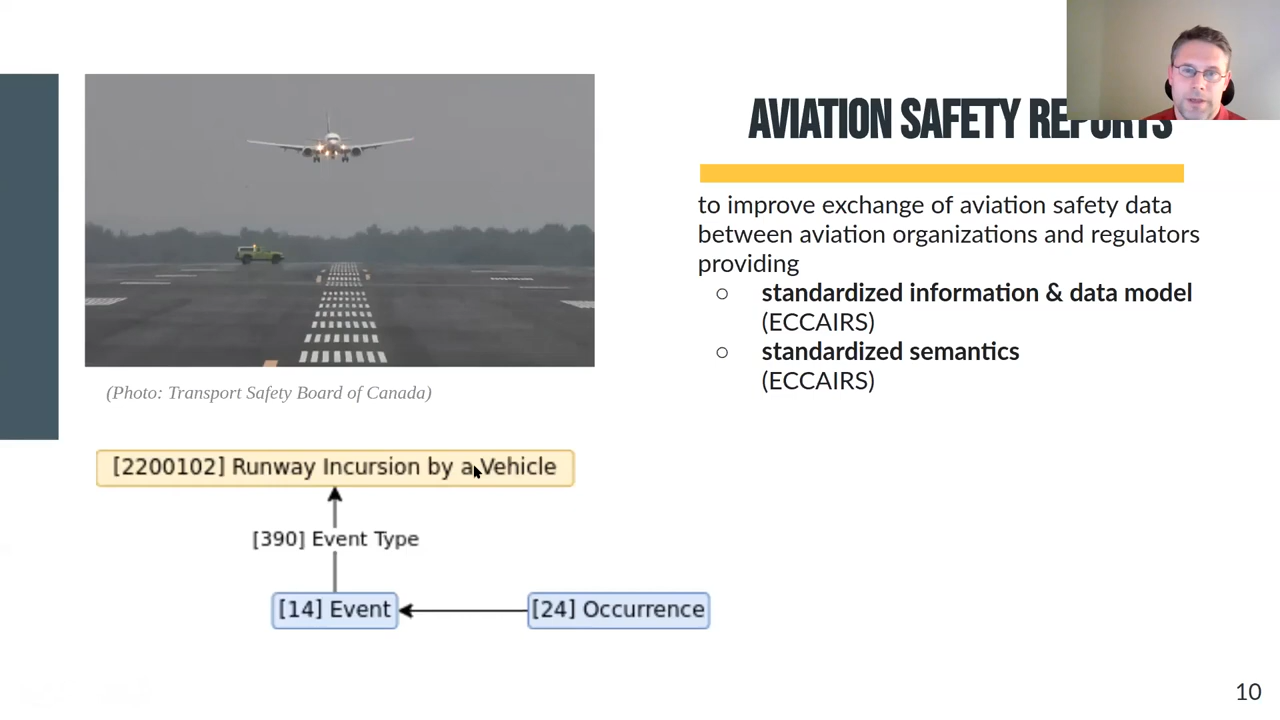 AVIATION SAFETY REPORTS
to improve exchange of aviation safety data
between aviation organizations and regulators
providing
○ standardized information & data model
(ECCAIRS)
○ standardized semantics
(ECCAIRS)
(Photo: Transport Safety Board of Canada)
[2200102] Runway Incursion by a Vehicle
[390] Event Type
[14] Event
[24] Occurrence
10